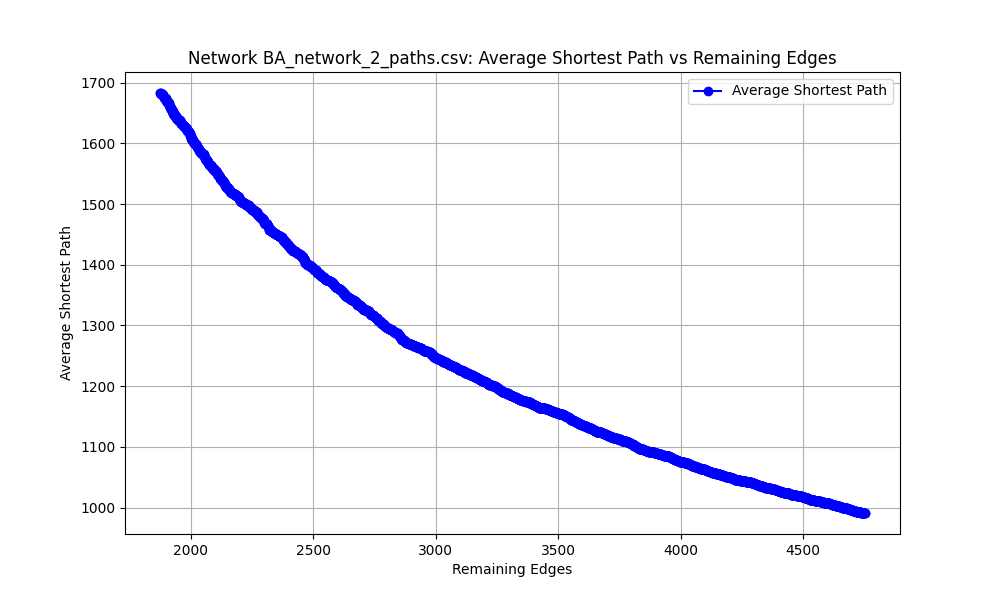 Network BA_network_2_paths.csv: Average Shortest Path vs Remaining Edges
Average Shortest Path
1700
1600
1500
1400
1300
1200
1100
1000
Average Shortest Path
2000 2500 3000 3500 4000 4500
Remaining Edges